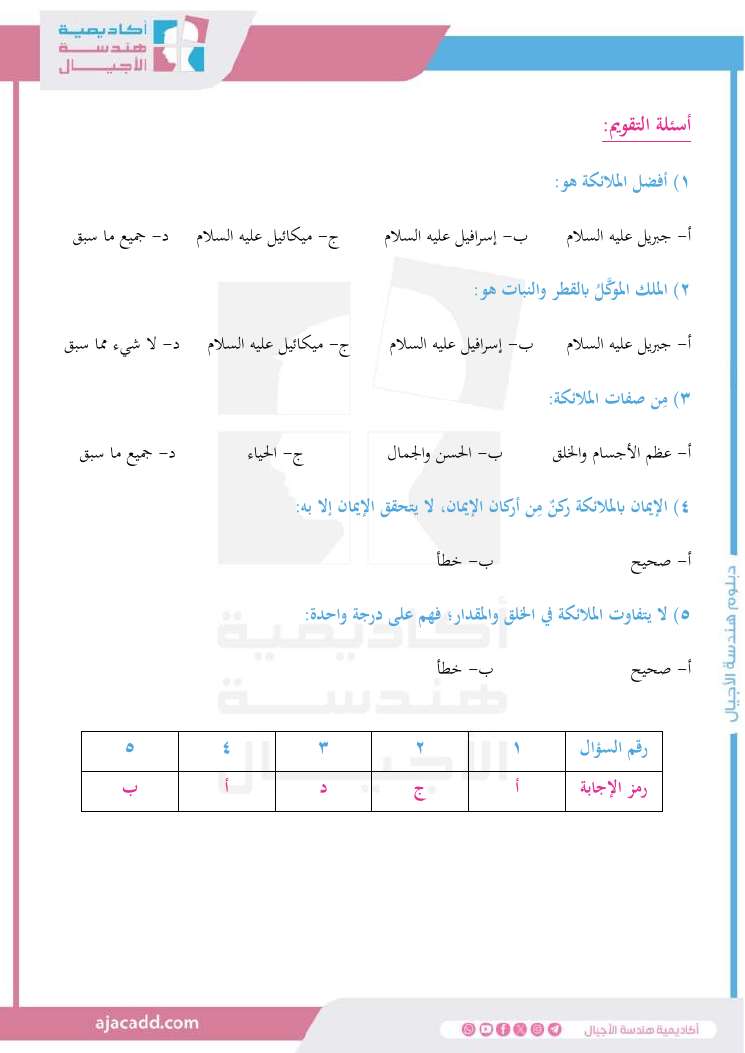 أكاديمية
هندسة
الأجيال
أسئلة التقويم:
١) أفضل الملائكة هو:
أ- جبريل عليه السلام ب- إسرافيل عليه السلام ج- ميكائيل عليه السلام د- جميع ما سبق
٢) الملك الموكَّلُ بالقطر والنبات هو:
أ- جبريل عليه السلام ب- إسرافيل عليه السلام ج- ميكائيل عليه السلام د- لا شيء مما سبق
٣) مِن صفات الملائكة:
أ- عظم الأجسام والخلق ب- الحسن والجمال ج- الحياء د- جميع ما سبق
٤) الإيمان بالملائكة ركنٌ مِن أركان الإيمان، لا يتحقق الإيمان إلا به:
أ- صحيح ب- خطأ
٥) لا يتفاوت الملائكة في الخلق والمقدار؛ فهم على درجة واحدة:
أ- صحيح ب- خطأ
أكاديمية
هندسة
الأجيال
رقم السؤال ١ ٢ ٣ ٤ ٥
رمز الإجابة أ ج د أ ب
دبلوم هندسة الأجيال
أكاديمية هندسة الأجيال
ajacadd.com